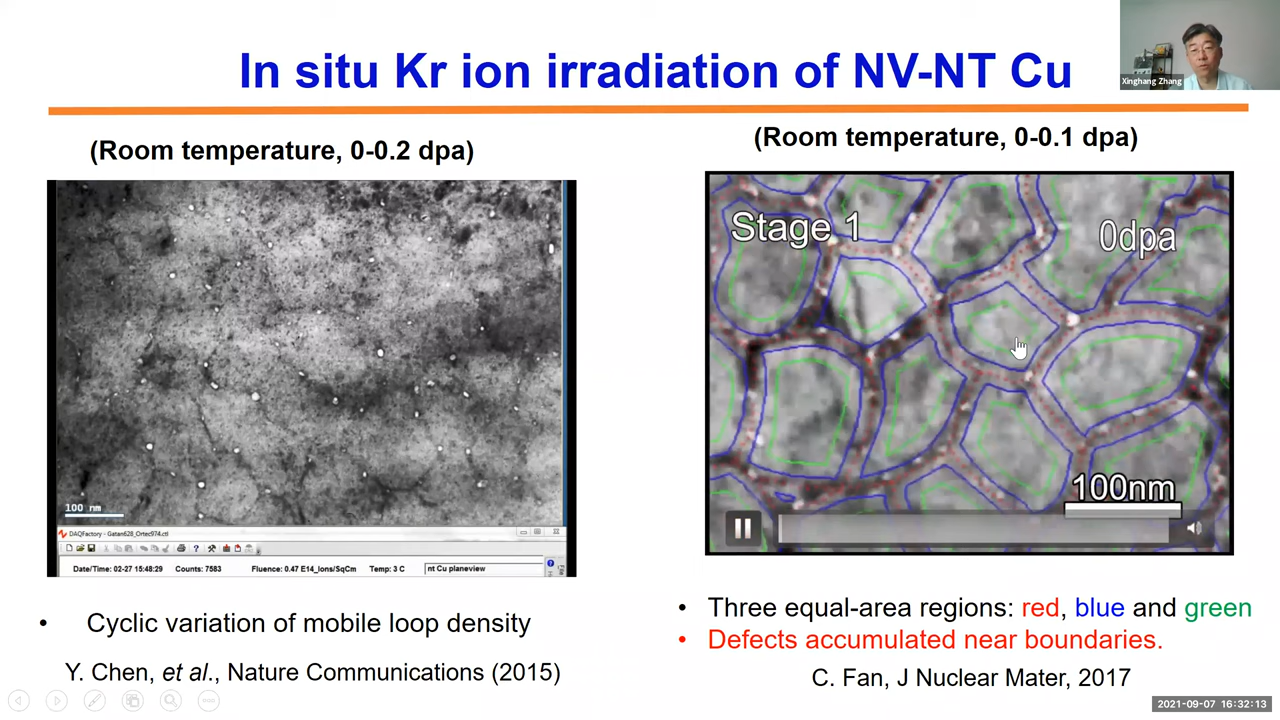 In situ Kr ion irradiation of NV-NT Cu
Xinghang Zhang
(Room temperature, 0-0.2 dpa)
(Room temperature, 0-0.1 dpa)
100 nm
DAQFactory - Gatan628_Ortec974.ctl
Date/Time: 02-27 15:48:29 Counts: 7583 Fluence: 0.47 E14_Ions/SqCm Temp: 3 C nt Cu planeview
Stage 1
0dpa
100nm
• Cyclic variation of mobile loop density
Y. Chen, et al., Nature Communications (2015)
• Three equal-area regions: red, blue and green
• Defects accumulated near boundaries.
C. Fan, J Nuclear Mater, 2017
2021-09-07 16:32:13